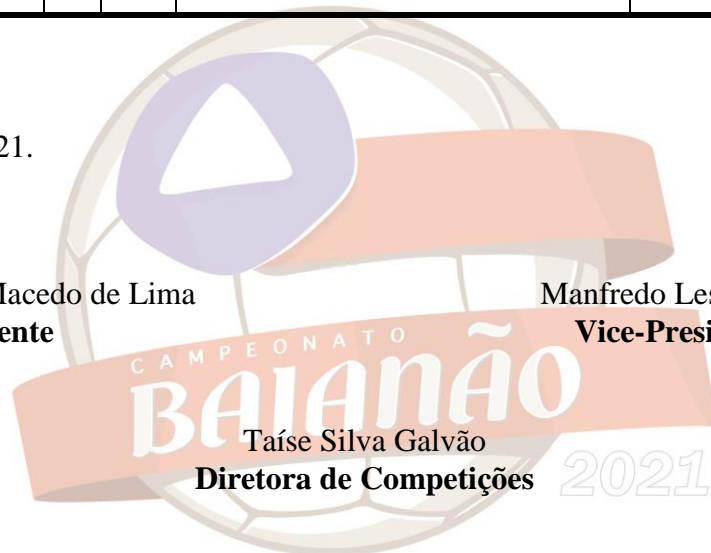 21.
Macedo de Lima
ente
Manfredo Les
Vice-Presi
CAMPEONATO
BAIANÃO
2021
Taíse Silva Galvão
Diretora de Competições